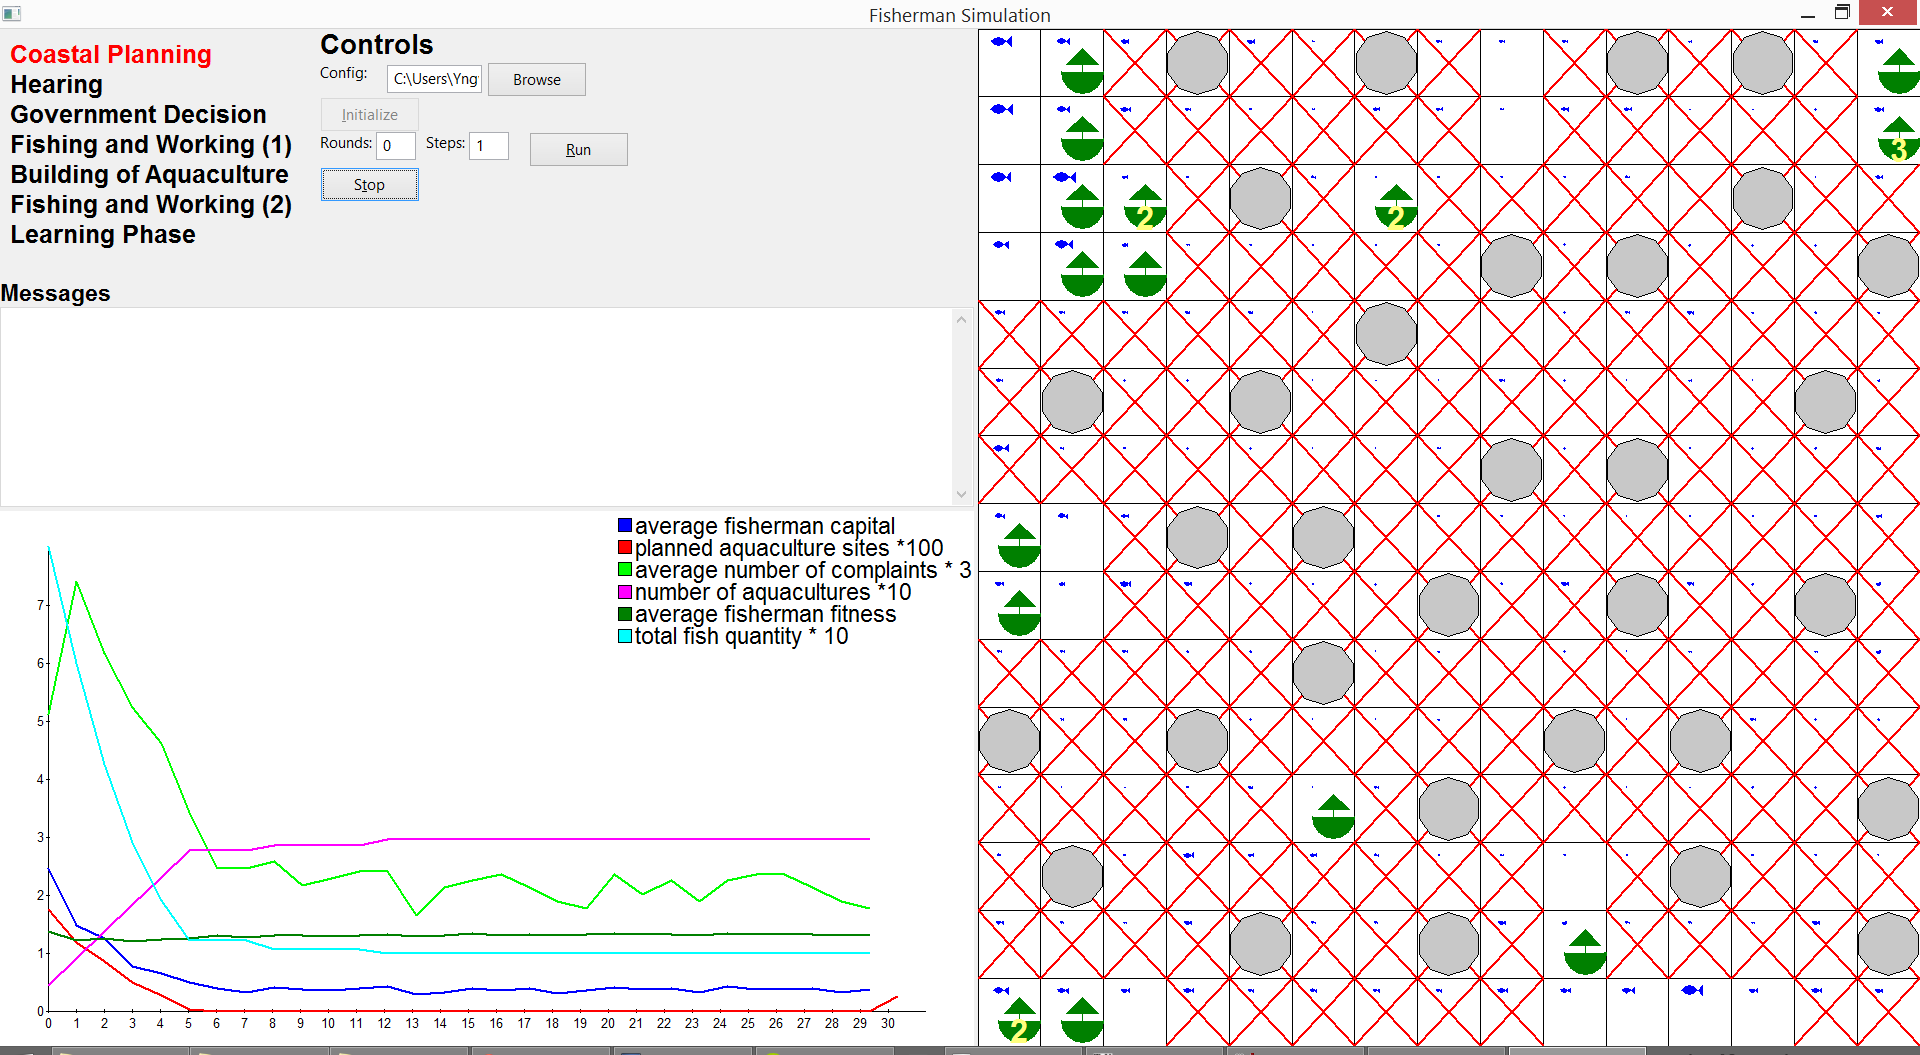 Fisherman Simulation
Coastal Planning
Hearing
Government Decision
Fishing and Working (1)
Building of Aquaculture
Fishing and Working (2)
Learning Phase
Controls
Config: C:\Users\Yng Browse
Initialize
Rounds: 0 Steps: 1 Run
Stop
Messages
average fisherman capital
planned aquaculture sites *100
average number of complaints * 3
number of aquacultures *10
average fisherman fitness
total fish quantity * 10
7
6
5
4
3
2
1
0
0 1 2 3 4 5 6 7 8 9 10 11 12 13 14 15 16 17 18 19 20 21 22 23 24 25 26 27 28 29 30
3
2 2
2